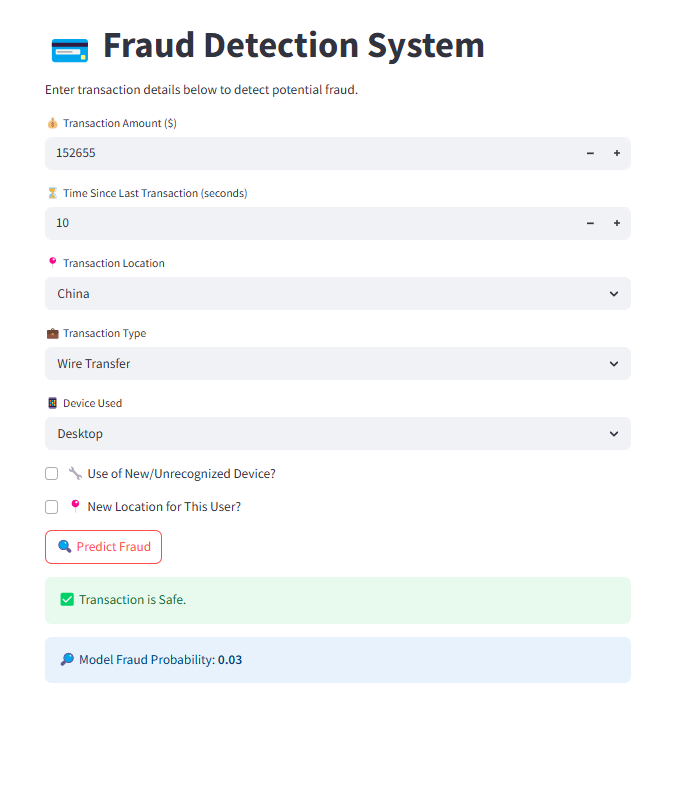 Fraud Detection System
Enter transaction details below to detect potential fraud.
Transaction Amount ($)
152655
Time Since Last Transaction (seconds)
10
Transaction Location
China
Transaction Type
Wire Transfer
Device Used
Desktop
Use of New/Unrecognized Device?
New Location for This User?
Predict Fraud
Transaction is Safe.
Model Fraud Probability: 0.03